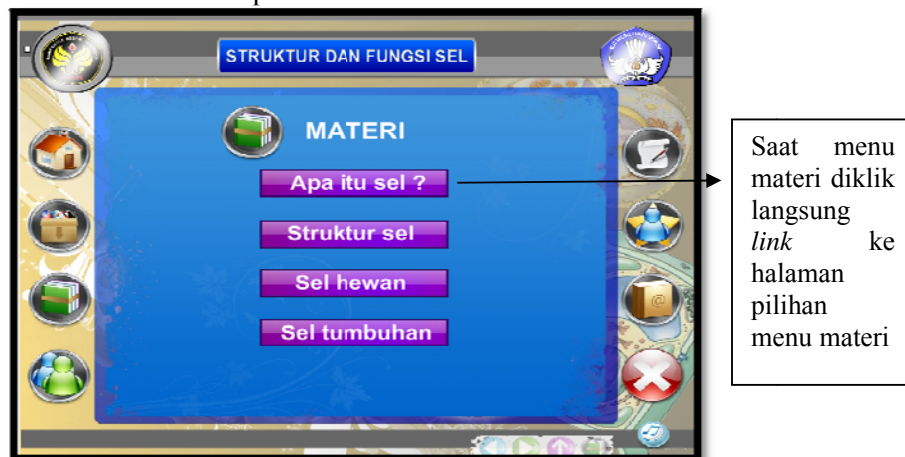 STRUKTUR DAN FUNGSI SEL
MATERI
Apa itu sel ?
Struktur sel
Sel hewan
Sel tumbuhan
Saat menu
materi diklik
langsung
link ke
halaman
pilihan
menu materi